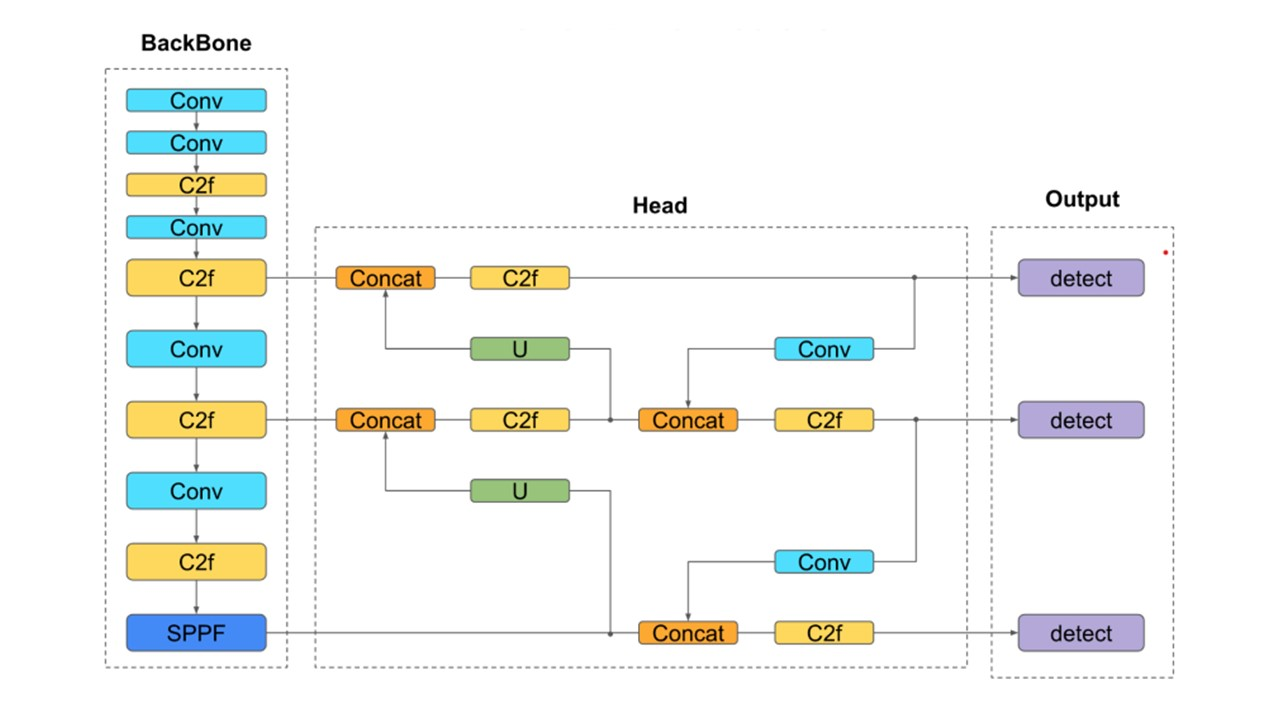 BackBone
Conv
Conv
C2f
Conv
C2f
Conv
C2f
Conv
C2f
SPPF
Head
Concat
C2f
U
Conv
Concat
C2f
Concat
C2f
U
Conv
Concat
C2f
Output
detect
detect
detect